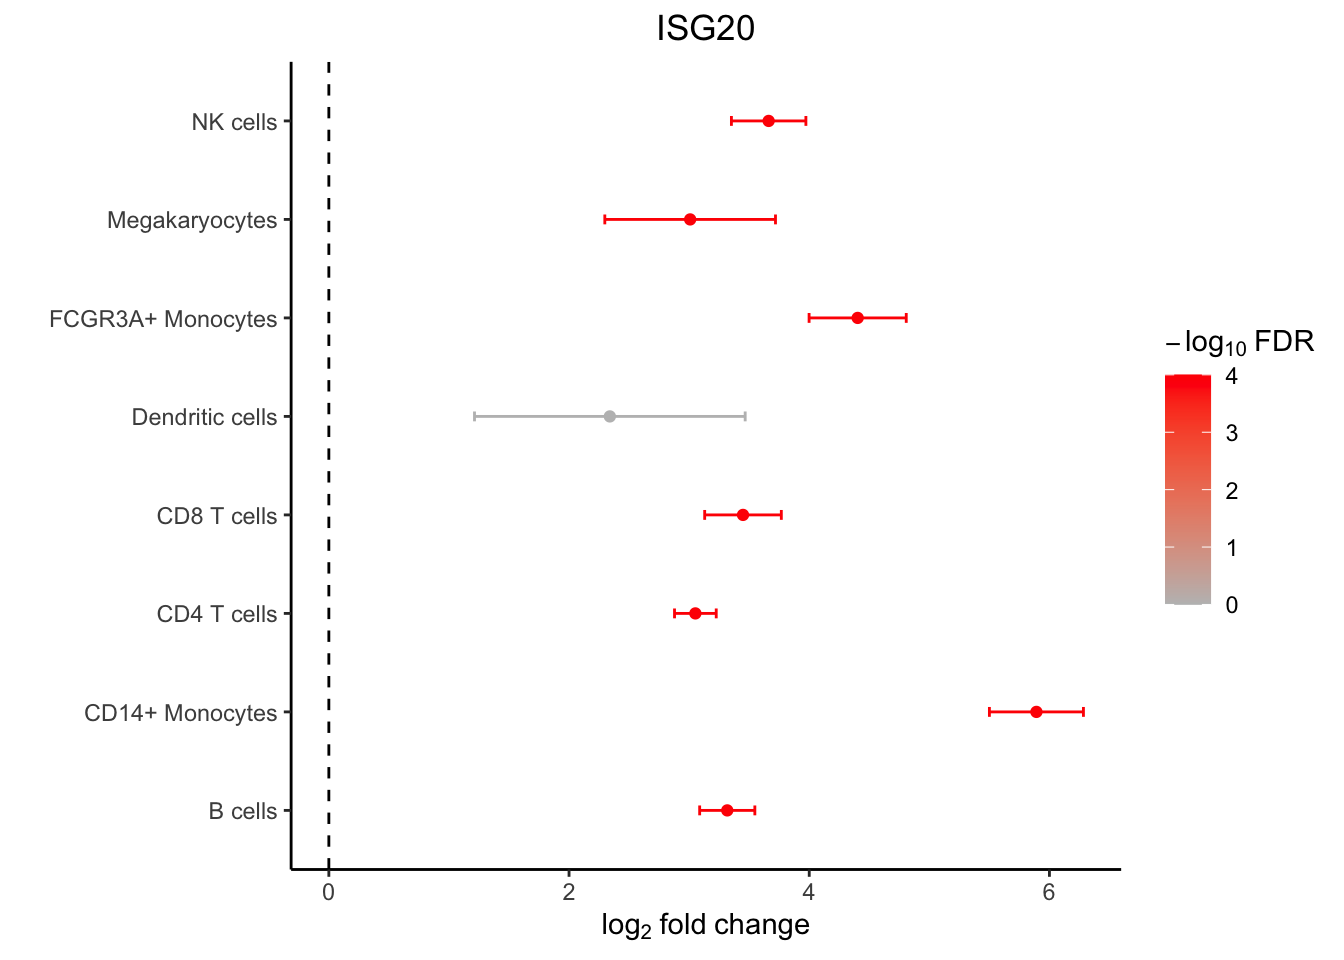 ISG20
NK cells
Megakaryocytes
FCGR3A+ Monocytes
Dendritic cells
CD8 T cells
CD4 T cells
CD14+ Monocytes
B cells
0 2 4 6
log₂ fold change
−log₁₀ FDR
4
3
2
1
0